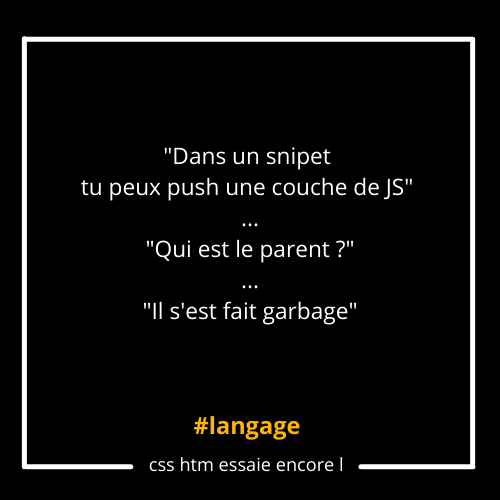 "Dans un snipet
tu peux push une couche de JS"
...
"Qui est le parent ?"
...
"Il s'est fait garbage"
#langage
css htm essaie encore l